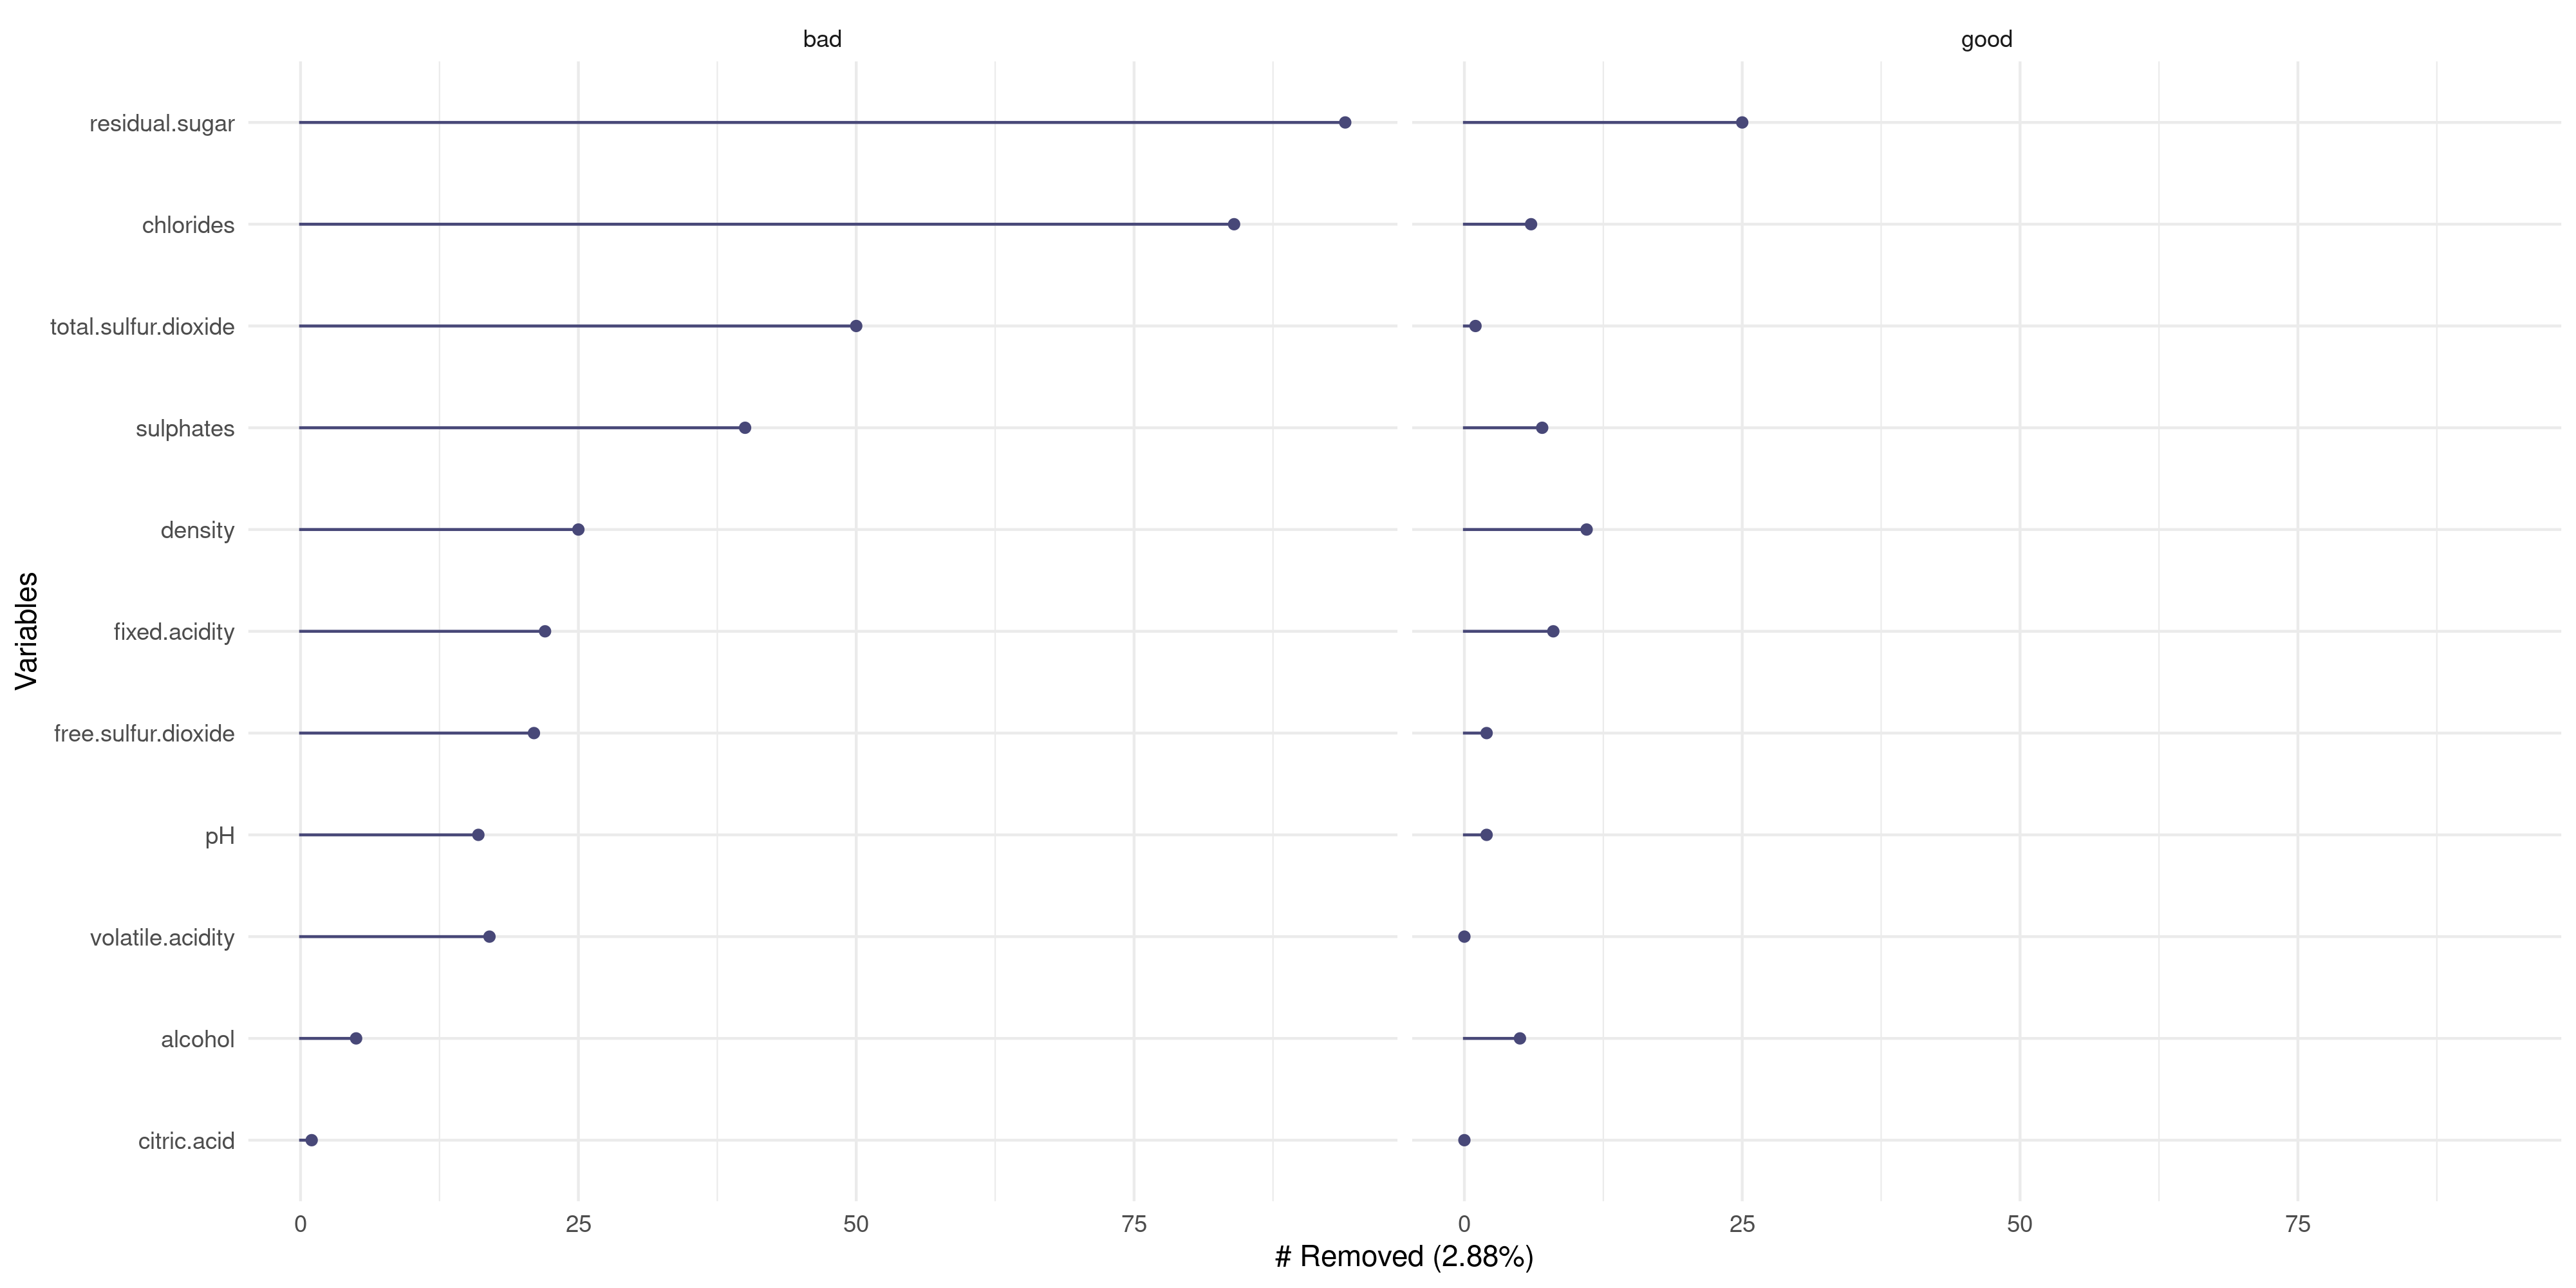 bad
good
residual.sugar
chlorides
total.sulfur.dioxide
sulphates
density
fixed.acidity
free.sulfur.dioxide
pH
volatile.acidity
alcohol
citric.acid
Variables
0 25 50 75
0 25 50 75
# Removed (2.88%)